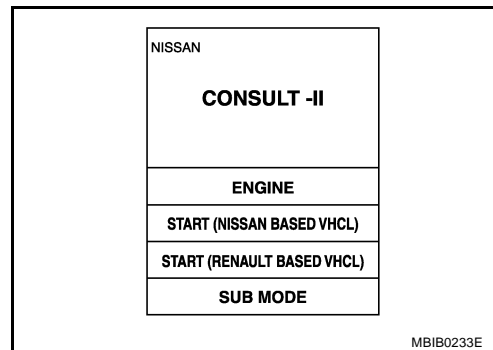 NISSAN
CONSULT -II
ENGINE
START (NISSAN BASED VHCL)
START (RENAULT BASED VHCL)
SUB MODE
MBIB0233E